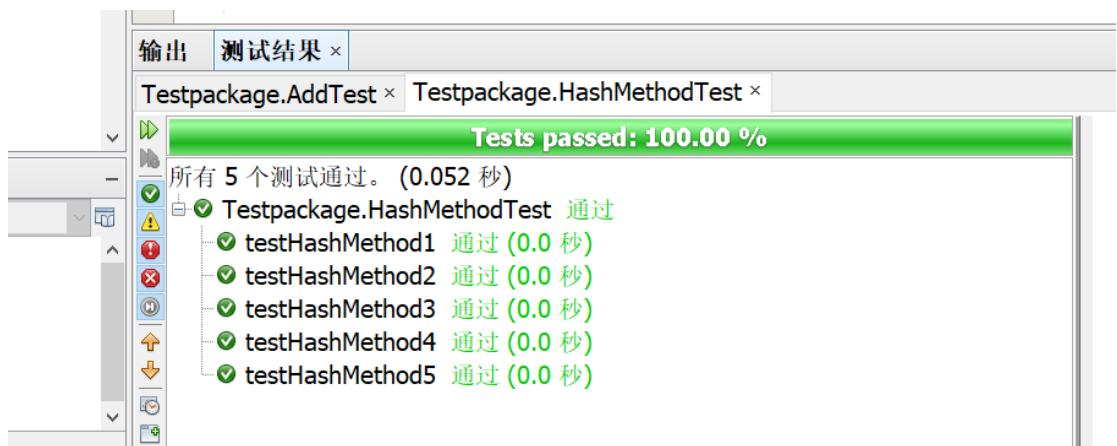 输出 测试结果 ×
Testpackage.AddTest × Testpackage.HashMethodTest ×
Tests passed: 100.00 %
所有 5 个测试通过。 (0.052 秒)
Testpackage.HashMethodTest 通过
testHashMethod1 通过 (0.0 秒)
testHashMethod2 通过 (0.0 秒)
testHashMethod3 通过 (0.0 秒)
testHashMethod4 通过 (0.0 秒)
testHashMethod5 通过 (0.0 秒)